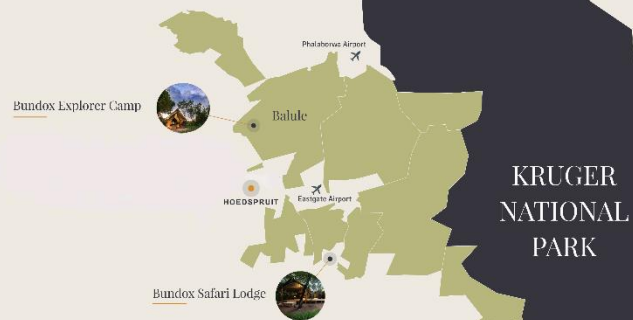 Phalaborwa Airport
Bundox Explorer Camp
Balule
KRUGER
NATIONAL
PARK
HOEDSPRUIT
Eastgate Airport
Bundox Safari Lodge